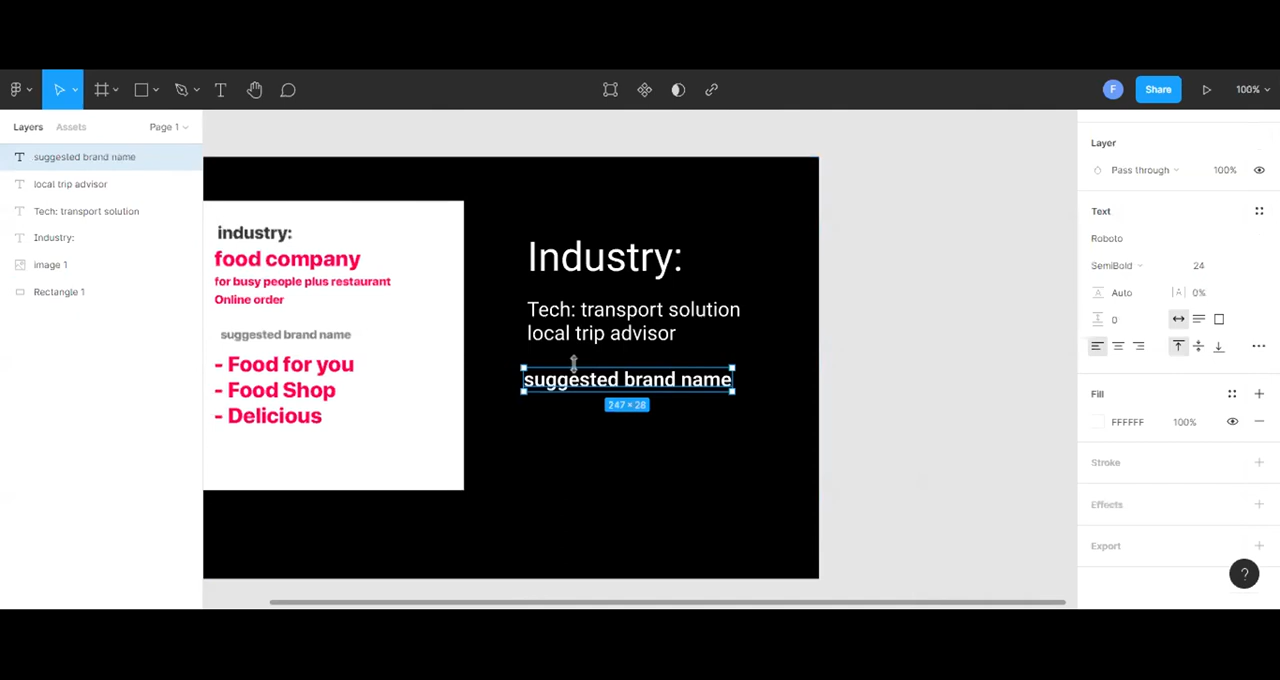 F
Share
100%
Layers
Assets
Page 1
suggested brand name
local trip advisor
Tech: transport solution
Industry:
image 1
Rectangle 1
industry:
food company
for busy people plus restaurant
Online order
suggested brand name
- Food for you
- Food Shop
- Delicious
Industry:
Tech: transport solution
local trip advisor
suggested brand name
247 × 28
Layer
Pass through
100%
Text
Roboto
SemiBold
24
Auto
0%
0
Fill
FFFFFF
100%
Stroke
Effects
Export
?